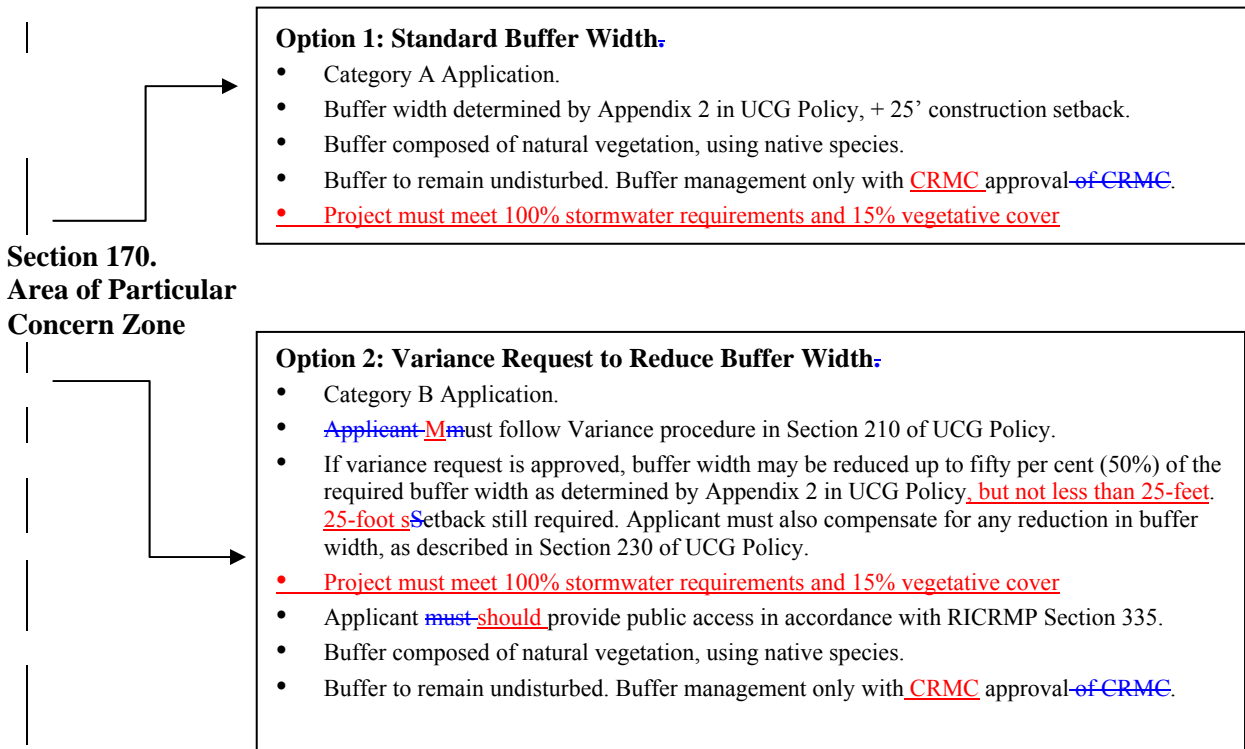 Option 1: Standard Buffer Width.
• Category A Application.
• Buffer width determined by Appendix 2 in UCG Policy, + 25’ construction setback.
• Buffer composed of natural vegetation, using native species.
• Buffer to remain undisturbed. Buffer management only with CRMC approval of CRMC.
• Project must meet 100% stormwater requirements and 15% vegetative cover
Section 170.
Area of Particular
Concern Zone
Option 2: Variance Request to Reduce Buffer Width.
• Category B Application.
• Applicant Mmust follow Variance procedure in Section 210 of UCG Policy.
• If variance request is approved, buffer width may be reduced up to fifty per cent (50%) of the
required buffer width as determined by Appendix 2 in UCG Policy, but not less than 25-feet.
25-foot sSetback still required. Applicant must also compensate for any reduction in buffer
width, as described in Section 230 of UCG Policy.
• Project must meet 100% stormwater requirements and 15% vegetative cover
• Applicant must should provide public access in accordance with RICRMP Section 335.
• Buffer composed of natural vegetation, using native species.
• Buffer to remain undisturbed. Buffer management only with CRMC approval of CRMC.